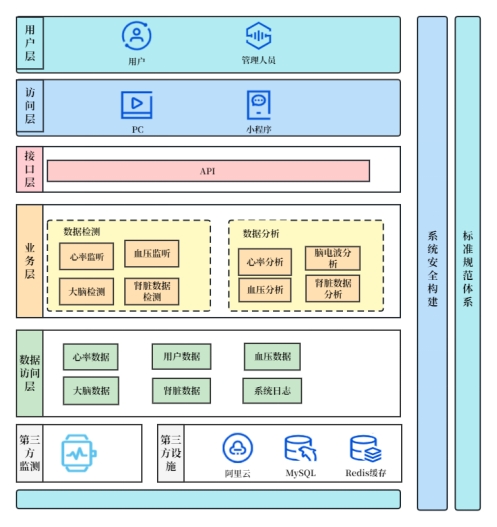 用户层
用户
管理人员
访问层
PC
小程序
接口层
API
业务层
数据检测
心率监听
血压监听
大脑检测
肾脏数据
检测
数据分析
心率分析
脑电波分
析
血压分析
肾脏数据
分析
数据
访问
层
心率数据
用户数据
血压数据
大脑数据
肾脏数据
系统日志
第三
方
监测
第三
方设
施
阿里云
MySQL
Redis缓存
系统安全构建
标准规范体系